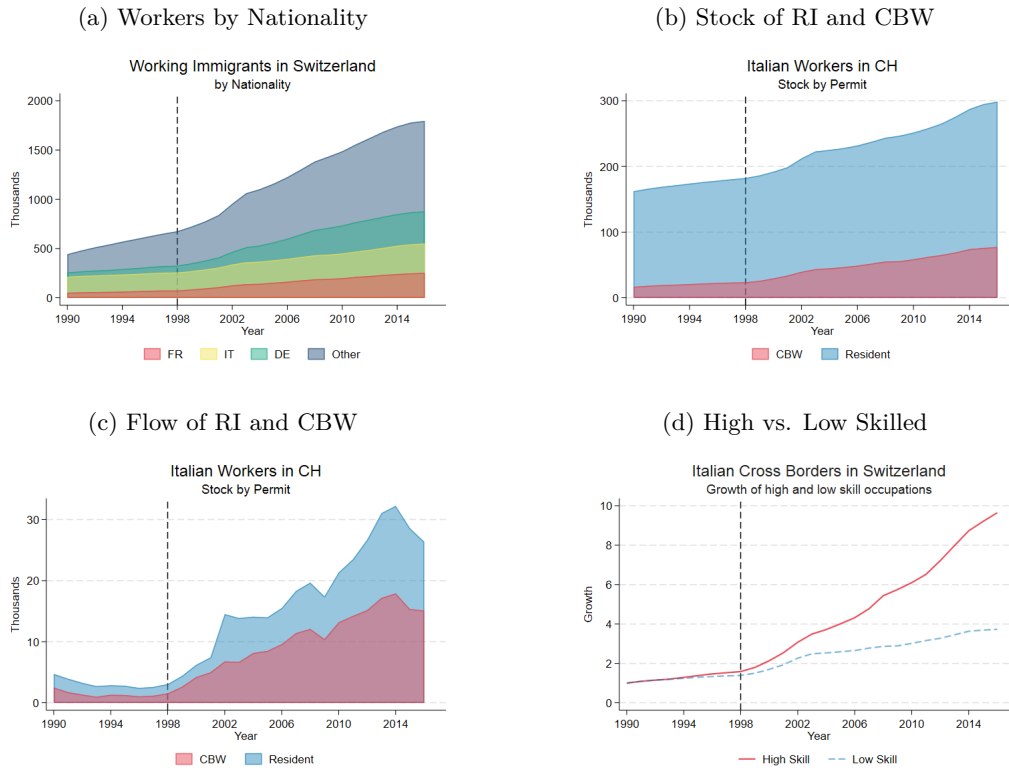 (a) Workers by Nationality
Working Immigrants in Switzerland
by Nationality
2000
1500
1000
500
0
Thousands
1990 1994 1998 2002 2006 2010 2014
Year
FR IT DE Other
(b) Stock of RI and CBW
Italian Workers in CH
Stock by Permit
300
200
100
0
Thousands
1990 1994 1998 2002 2006 2010 2014
Year
CBW Resident
(c) Flow of RI and CBW
Italian Workers in CH
Stock by Permit
30
20
10
0
Thousands
1990 1994 1998 2002 2006 2010 2014
Year
CBW Resident
(d) High vs. Low Skilled
Italian Cross Borders in Switzerland
Growth of high and low skill occupations
10
8
6
4
2
0
Growth
1990 1994 1998 2002 2006 2010 2014
Year
High Skill Low Skill